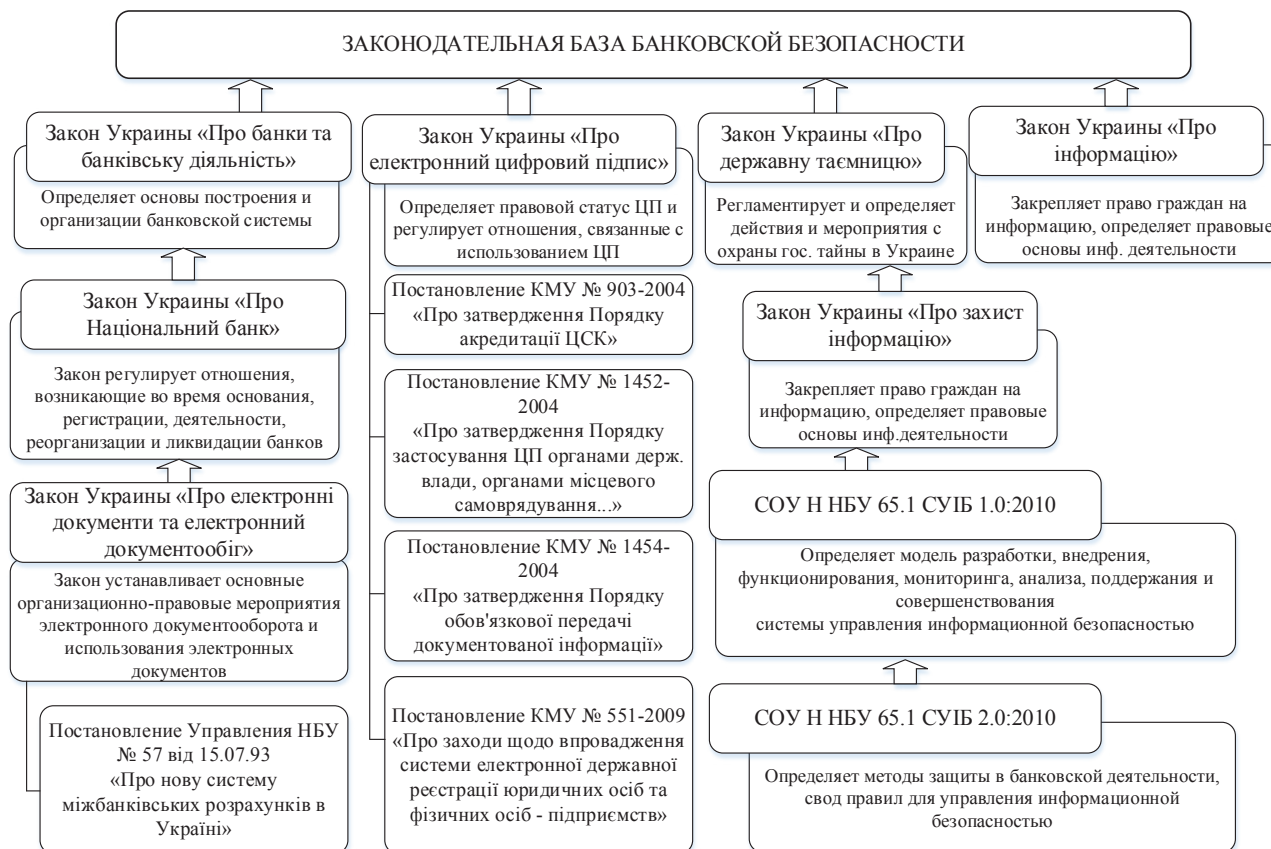 ЗАКОНОДАТЕЛЬНАЯ БАЗА БАНКОВСКОЙ БЕЗОПАСНОСТИ
Закон Украины «Про банки та
банківську діяльність»
Определяет основы построения и
организации банковской системы
Закон Украины «Про
Національний банк»
Закон регулирует отношения,
возникающие во время основания,
регистрации, деятельности,
реорганизации и ликвидации банков
Закон Украины «Про електронні
документи та електронний
документообіг»
Закон устанавливает основные
организационно-правовые мероприятия
электронного документооборота и
использования электронных
документов
Постановление Управления НБУ
№ 57 від 15.07.93
«Про нову систему
міжбанківських розрахунків в
Україні»
Закон Украины «Про
електронний цифровий підпис»
Определяет правовой статус ЦП и
регулирует отношения, связанные с
использованием ЦП
Постановление КМУ № 903-2004
«Про затвердження Порядку
акредитації ЦСК»
Постановление КМУ № 1452-
2004
«Про затвердження Порядку
застосування ЦП органами держ.
влади, органами місцевого
самоврядування...»
Постановление КМУ № 1454-
2004
«Про затвердження Порядку
обов'язкової передачі
документованої інформації»
Постановление КМУ № 551-2009
«Про заходи щодо впровадження
системи електронної державної
реєстрації юридичних осіб та
фізичних осіб - підприємств»
Закон Украины «Про
державну таємницю»
Регламентирует и определяет
действия и мероприятия с
охраны гос. тайны в Украине
Закон Украины «Про
інформацію»
Закрепляет право граждан на
информацию, определяет правовые
основы инф. деятельности
Закон Украины «Про захист
інформацію»
Закрепляет право граждан на
информацию, определяет правовые
основы инф.деятельности
СОУ Н НБУ 65.1 СУІБ 1.0:2010
Определяет модель разработки, внедрения,
функционирования, мониторинга, анализа, поддержания и
совершенствования
системы управления информационной безопасностью
СОУ Н НБУ 65.1 СУІБ 2.0:2010
Определяет методы защиты в банковской деятельности,
свод правил для управления информационной
безопасностью